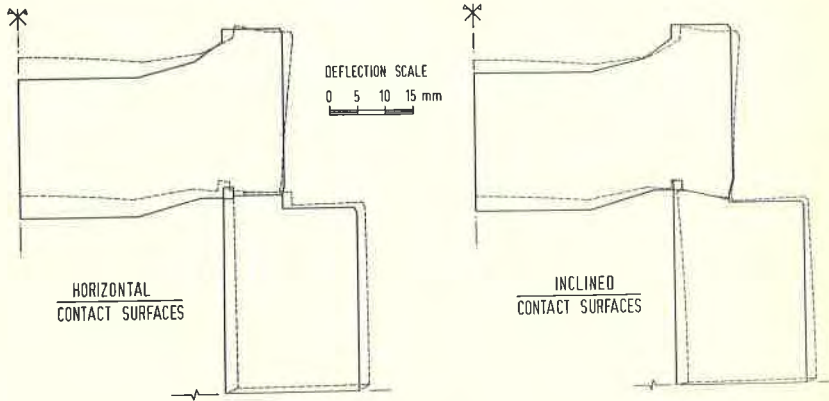 DEFLECTION SCALE
0 5 10 15 mm
HORIZONTAL
CONTACT SURFACES
INCLINED
CONTACT SURFACES